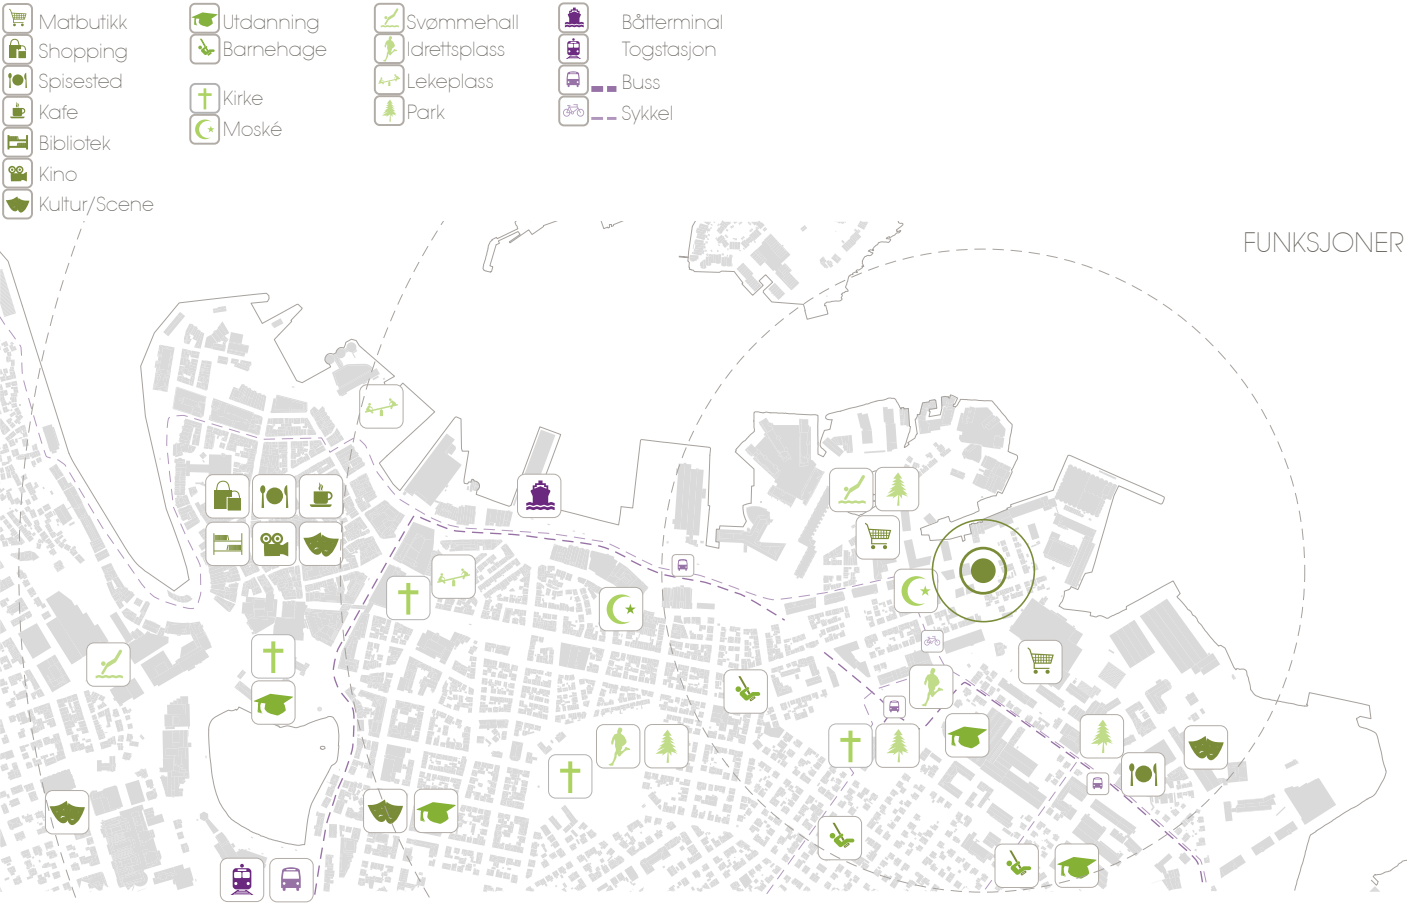 Matbutikk
Shopping
Spisested
Kafe
Bibliotek
Kino
Kultur/Scene
Utdanning
Barnehage
Kirke
Moské
Svømmehall
Idrettsplass
Lekeplass
Park
Båtterminal
Togstasjon
Buss
Sykkel
FUNKSJONER